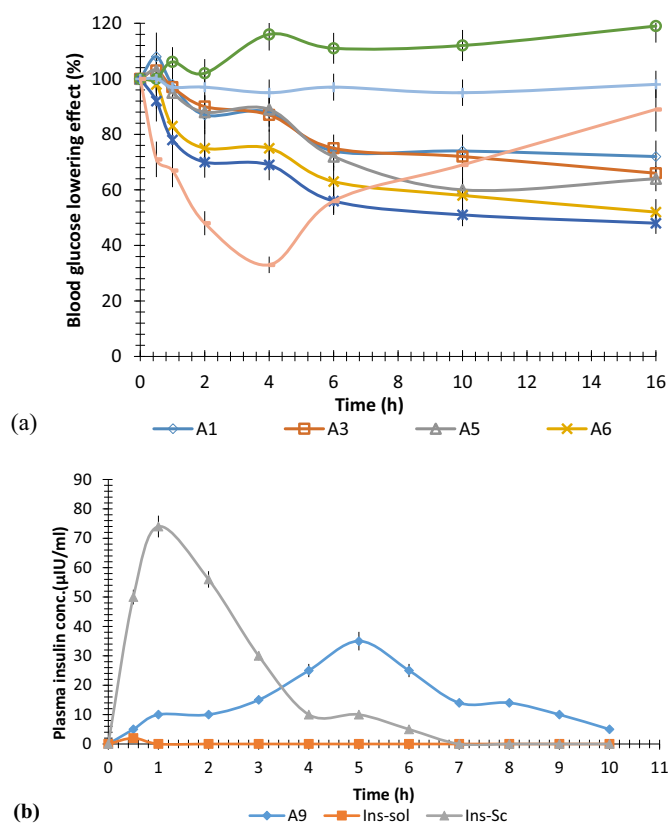 120
100
80
60
40
20
0
Blood glucose lowering effect (%)
0 2 4 6 8 10 12 14 16
Time (h)
(a)
A1 A3 A5 A6
90
80
70
60
50
40
30
20
10
0
Plasma insulin conc.(µIU/ml)
0 1 2 3 4 5 6 7 8 9 10 11
Time (h)
(b)
A9 Ins-sol Ins-Sc